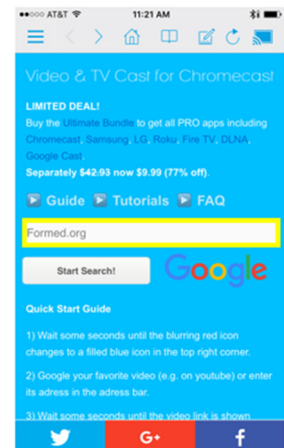 AT&T 11:21 AM
Video & TV Cast for Chromecast
LIMITED DEAL!
Buy the Ultimate Bundle to get all PRO apps including
Chromecast, Samsung, LG, Roku, Fire TV, DLNA,
Google Cast.
Separately $42.93 now $9.99 (77% off).
Guide Tutorials FAQ
Formed.org
Start Search! Google
Quick Start Guide
1) Wait some seconds until the blurring red icon
changes to a filled blue icon in the top right corner.
2) Google your favorite video (e.g. on youtube) or enter
its adress in the adress bar.
3) Wait some seconds until the video link is shown
G+ f